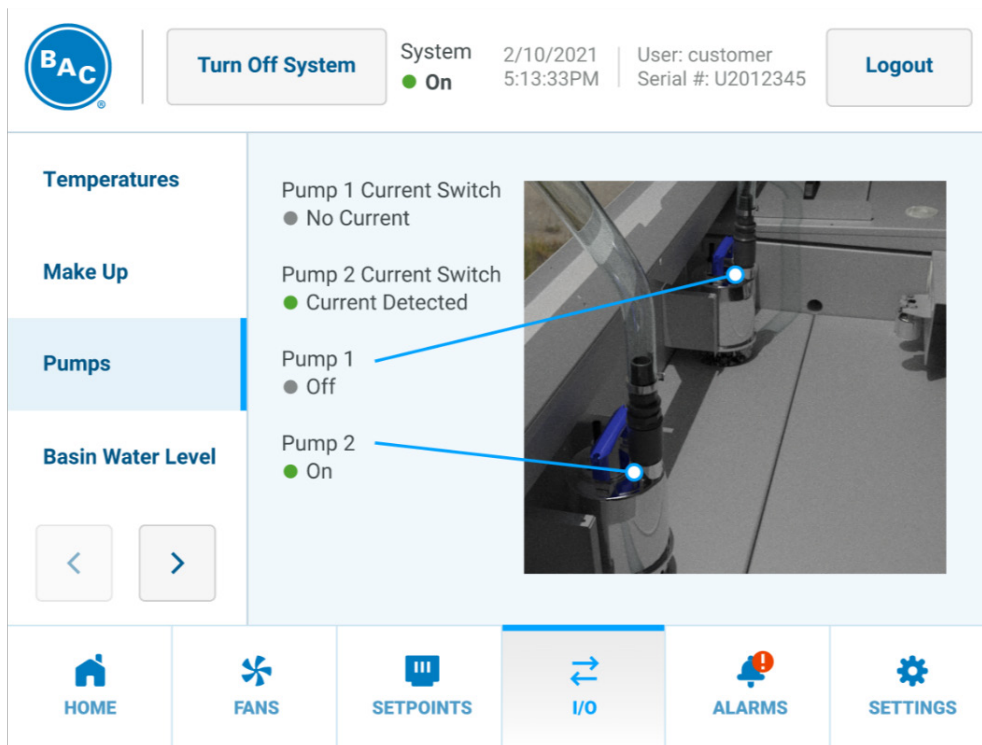 BAC
®
Turn Off System
System
On
2/10/2021
5:13:33PM
User: customer
Serial #: U2012345
Logout
Temperatures
Make Up
Pumps
Basin Water Level
<
>
Pump 1 Current Switch
No Current
Pump 2 Current Switch
Current Detected
Pump 1
Off
Pump 2
On
HOME
FANS
SETPOINTS
I/O
!
ALARMS
SETTINGS